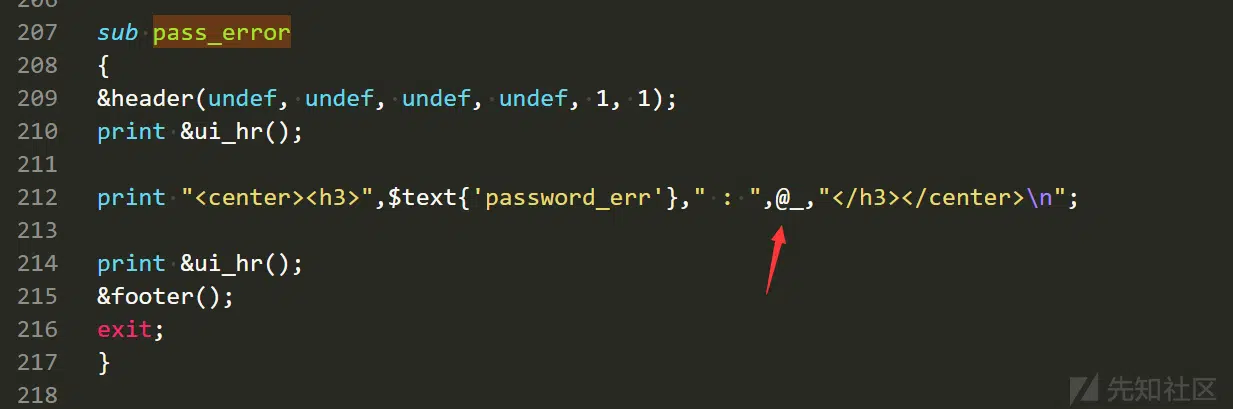 206
207 sub pass_error
208 {
209 &header(undef, undef, undef, undef, 1, 1);
210 print &ui_hr();
211
212 print "<center><h3>",$text{'password_err'}," : ",@_,"</h3></center>\n";
213
214 print &ui_hr();
215 &footer();
216 exit;
217 }
218
先知社区